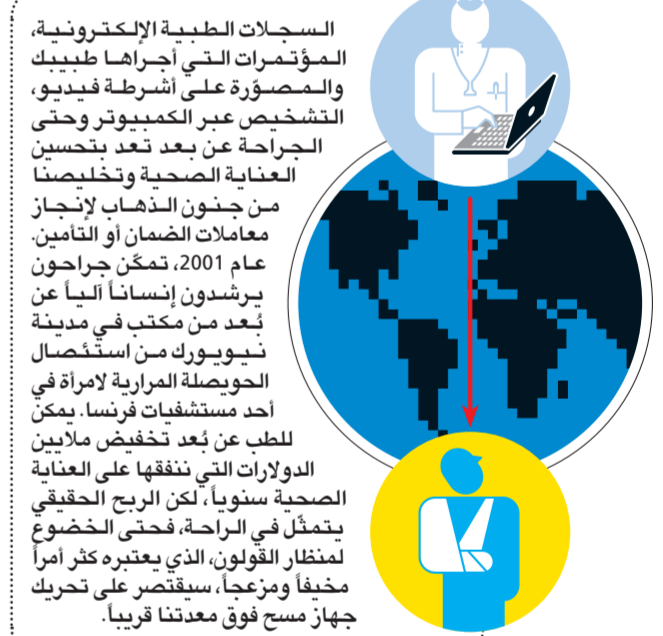 السجلات الطبية الإلكترونية،
المؤتمرات التي أجراها طبيبك
والمصوّرة على أشرطة فيديو،
التشخيص عبر الكمبيوتر وحتى
الجراحة عن بعد تعد بتحسين
العناية الصحية وتخليصنا
من جنون الذهاب لإنجاز
معاملات الضمان أو التأمين.
عام 2001، تمكّن جراحون
يرشدون إنساناً آلياً عن
بُعد من مكتب في مدينة
نيويورك من استئصال
الحويصلة المرارية لامرأة في
أحد مستشفيات فرنسا. يمكن
للطب عن بُعد تخفيض ملايين
الدولارات التي ننفقها على العناية
الصحية سنوياً، لكن الربح الحقيقي
يتمثّل في الراحة، فحتى الخضوع
لمنظار القولون، الذي يعتبره كثر أمراً
مخيفاً ومزعجاً، سيقتصر على تحريك
جهاز مسح فوق معدتنا قريباً.